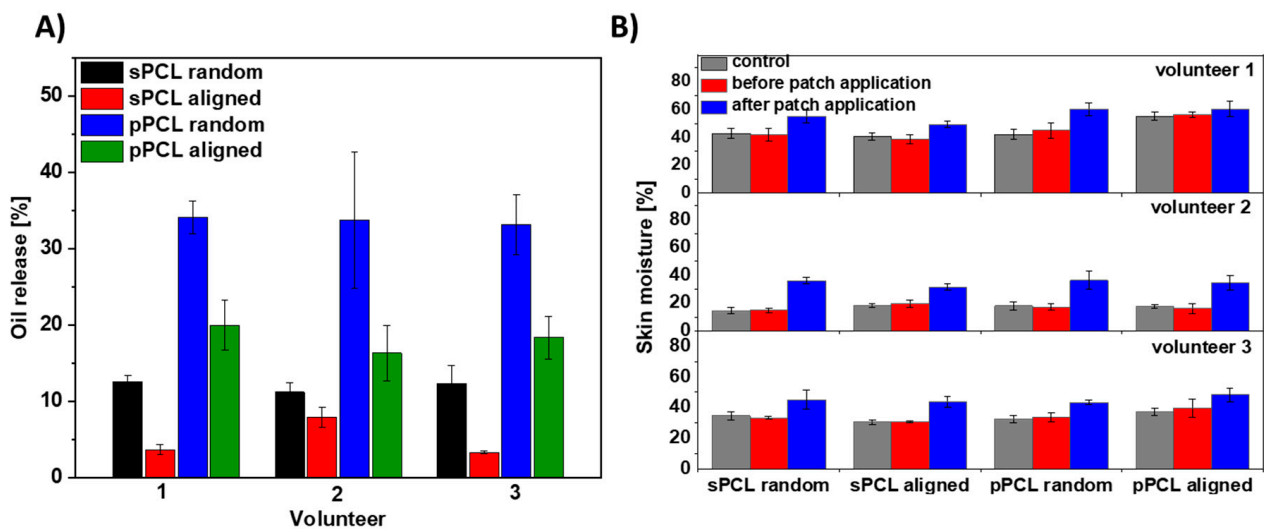 A)
Oil release [%]
50
40
30
20
10
0
sPCL random
sPCL aligned
pPCL random
pPCL aligned
1
2
3
Volunteer
B)
Skin moisture [%]
control
before patch application
after patch application
volunteer 1
80
60
40
20
0
volunteer 2
80
60
40
20
0
volunteer 3
80
60
40
20
0
sPCL random
sPCL aligned
pPCL random
pPCL aligned